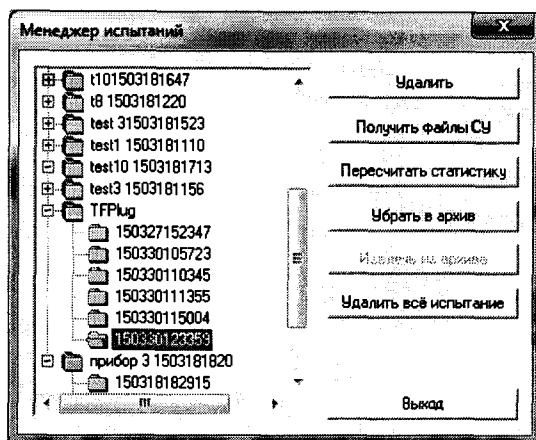 Менеджер испытаний
t101503181647
t8 1503181220
test 31503181523
test1 1503181110
test10 1503181713
test3 1503181156
TFPlug
150327152347
150330105723
150330110345
150330111355
150330115004
150330123353
прибор 3 1503181820
150318182915
Удалить
Получить файлы СУ
Пересчитать статистику
Убрать в архив
Извлечь из архива
Удалить всё испытание
Выход